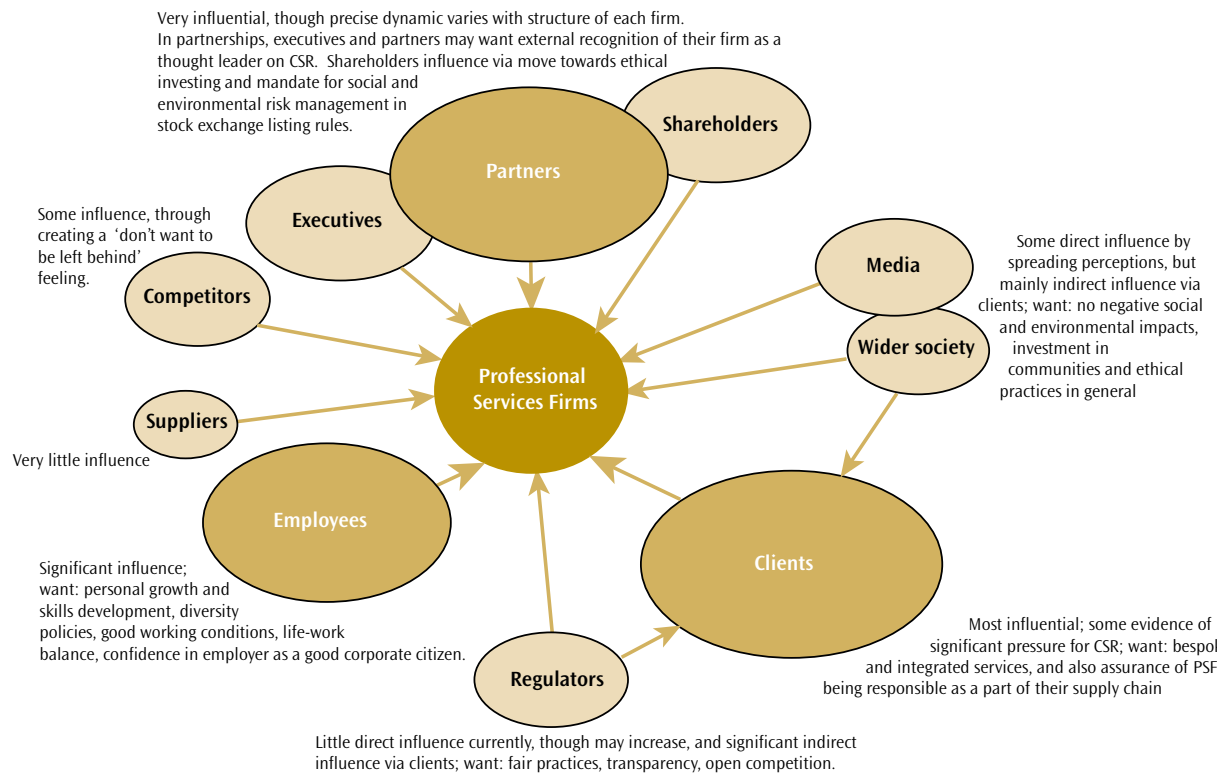 Very influential, though precise dynamic varies with structure of each firm.
In partnerships, executives and partners may want external recognition of their firm as a
thought leader on CSR.  Shareholders influence via move towards ethical
investing and mandate for social and
environmental risk management in
stock exchange listing rules.
Shareholders
Partners
Executives
Some influence, through
creating a ‘don’t want to
be left behind’
feeling.
Competitors
Media
Some direct influence by
spreading perceptions, but
mainly indirect influence via
clients; want: no negative social
and environmental impacts,
investment in
communities and ethical
practices in general
Wider society
Professional
Services Firms
Suppliers
Very little influence
Employees
Significant influence;
want: personal growth and
skills development, diversity
policies, good working conditions, life-work
balance, confidence in employer as a good corporate citizen.
Clients
Most influential; some evidence of
significant pressure for CSR; want: bespol
and integrated services, and also assurance of PSF
being responsible as a part of their supply chain
Regulators
Little direct influence currently, though may increase, and significant indirect
influence via clients; want: fair practices, transparency, open competition.